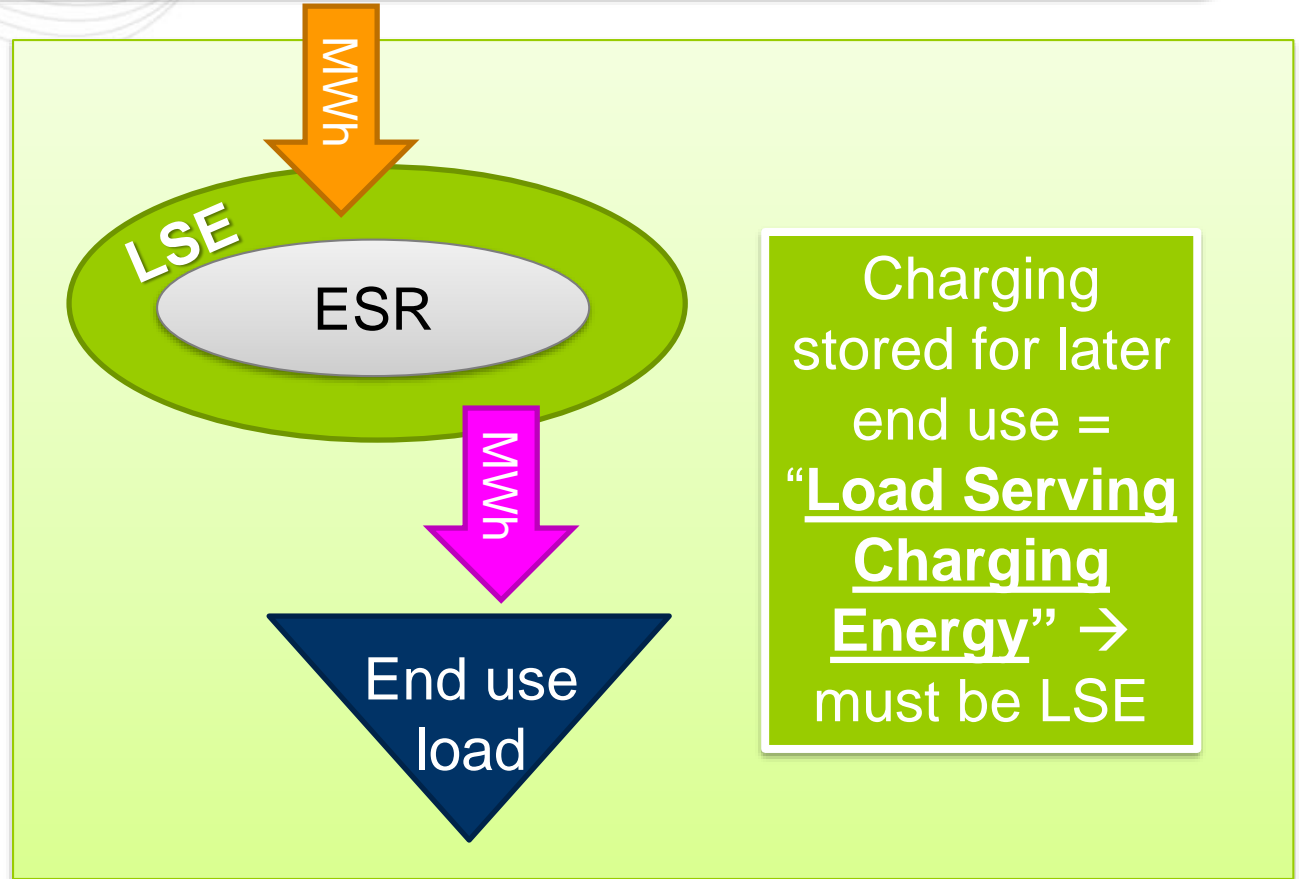 MWh
LSE
ESR
MWh
End use
load
Charging
stored for later
end use =
“Load Serving
Charging
Energy” →
must be LSE